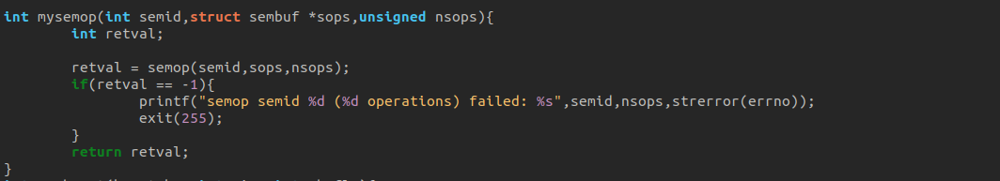 int mysemop(int semid,struct sembuf *sops,unsigned nsops){
        int retval;

        retval = semop(semid,sops,nsops);
        if(retval == -1){
                printf("semop semid %d (%d operations) failed: %s",semid,nsops,strerror(errno));
                exit(255);
        }
        return retval;
}